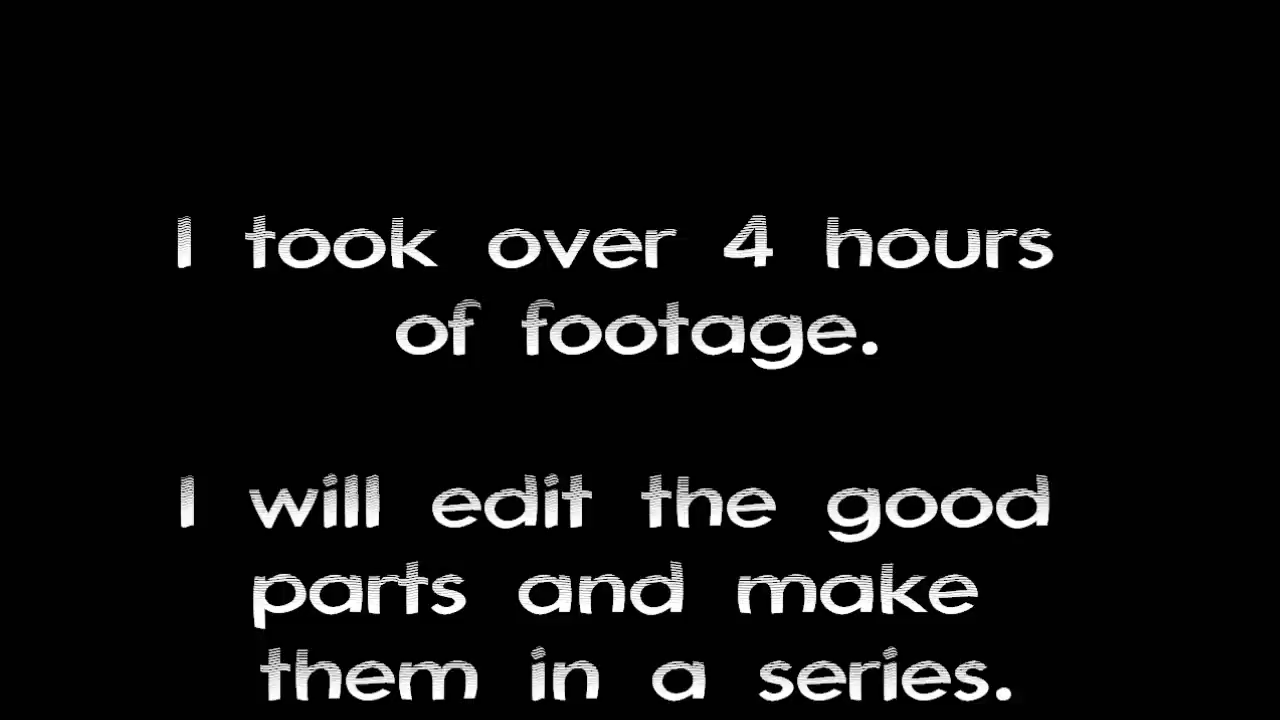 I took over 4 hours
of footage.
I will edit the good
parts and make
them in a series.